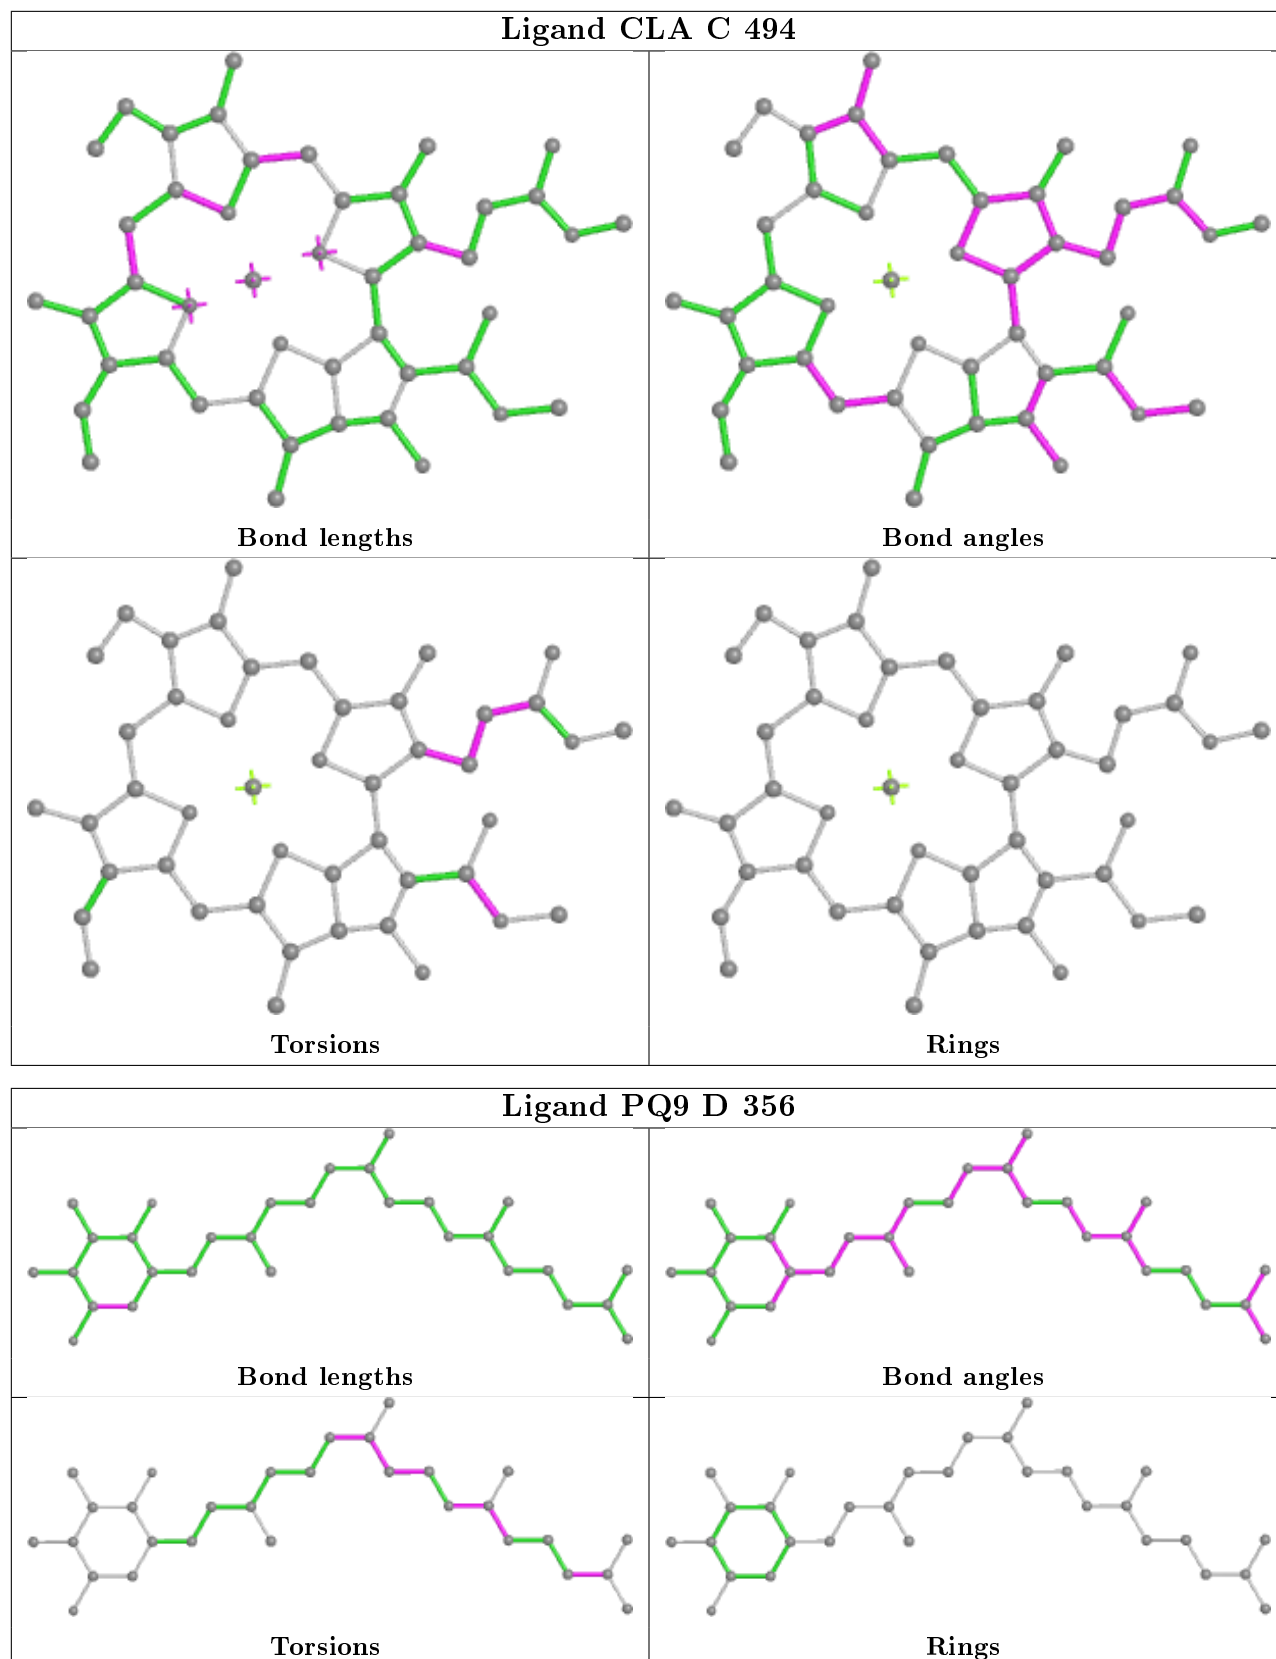 Ligand CLA C 494
Bond lengths
Bond angles
Torsions
Rings
Ligand PQ9 D 356
Bond lengths
Bond angles
Torsions
Rings